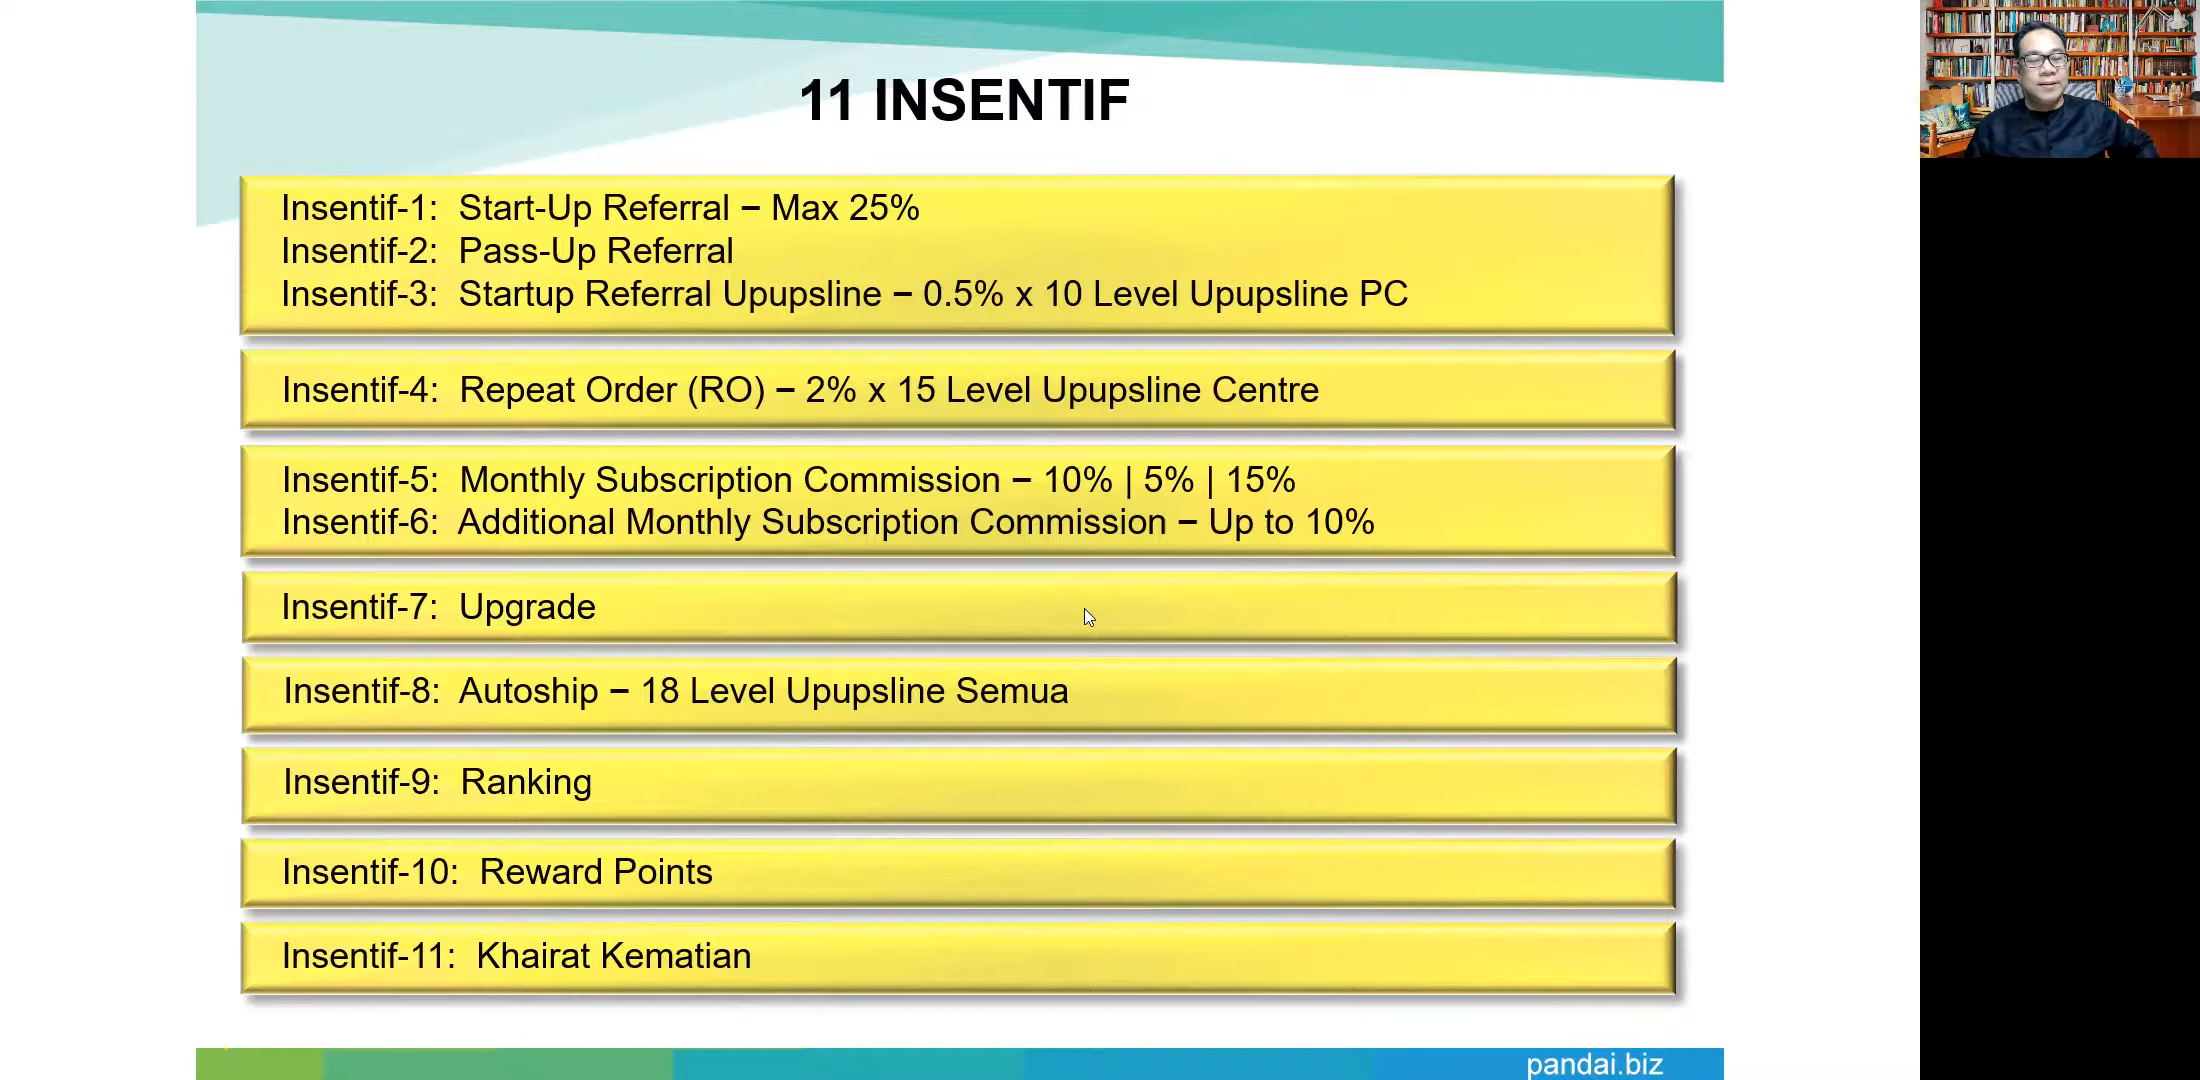 11 INSENTIF
Insentif-1: Start-Up Referral – Max 25%
Insentif-2: Pass-Up Referral
Insentif-3: Startup Referral Upupsline – 0.5% x 10 Level Upupsline PC
Insentif-4: Repeat Order (RO) – 2% x 15 Level Upupsline Centre
Insentif-5: Monthly Subscription Commission – 10% | 5% | 15%
Insentif-6: Additional Monthly Subscription Commission – Up to 10%
Insentif-7: Upgrade
Insentif-8: Autoship – 18 Level Upupsline Semua
Insentif-9: Ranking
Insentif-10: Reward Points
Insentif-11: Khairat Kematian
pandai.biz